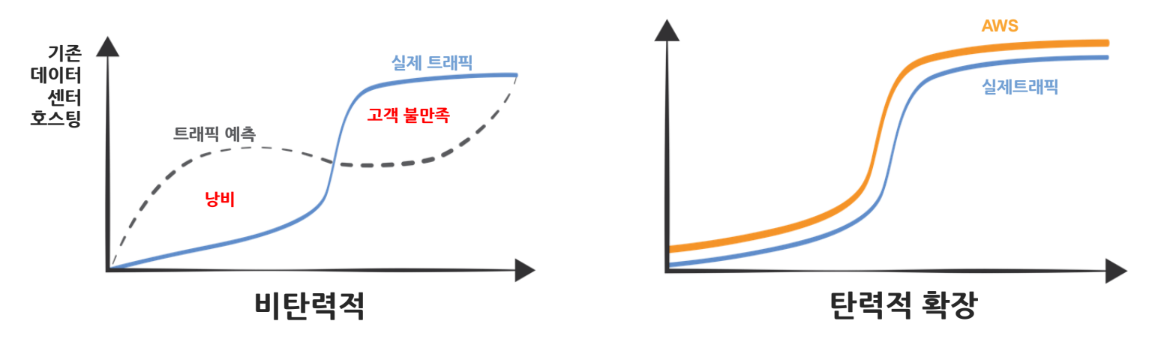 기존
데이터
센터
호스팅
실제 트래픽
고객 불만족
트래픽 예측
낭비
비탄력적
AWS
실제트래픽
탄력적 확장